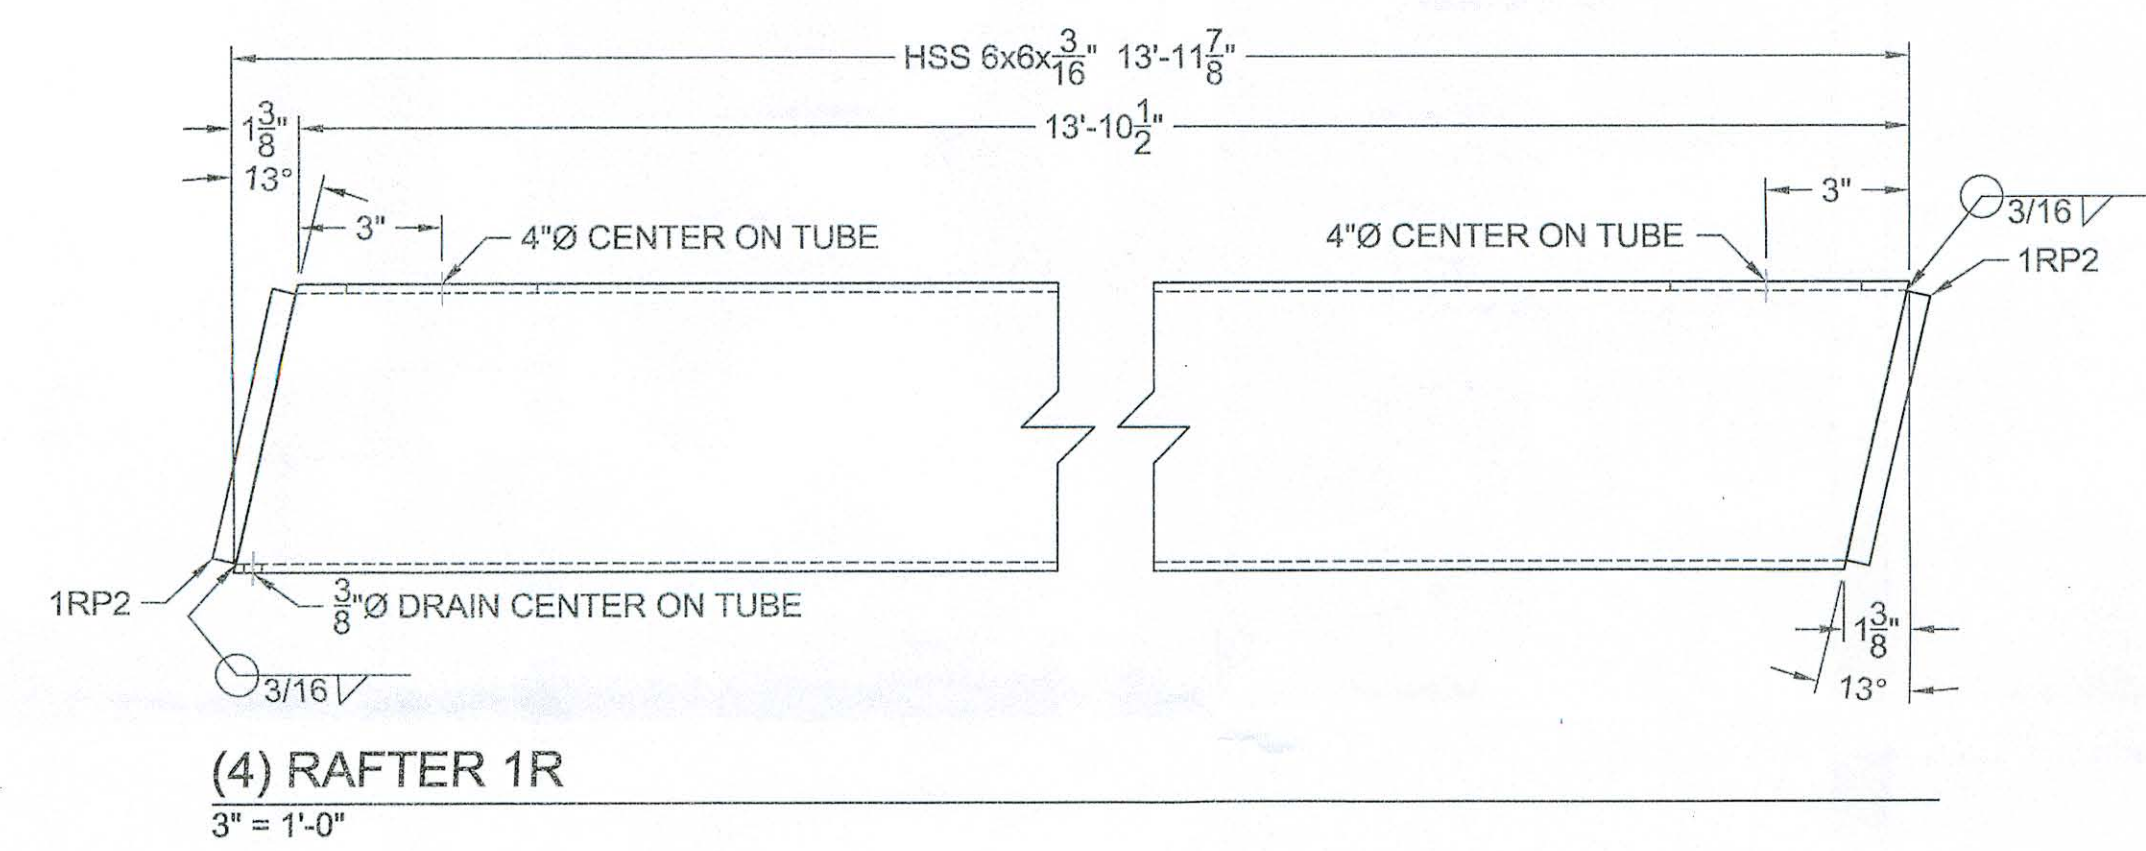 HSS 6x6x3/16" 13'-11 7/8"
1 3/8" 13'-10 1/2"
13° 3"
3" 4"Ø CENTER ON TUBE 4"Ø CENTER ON TUBE 3/16
1RP2
1RP2 3/8"Ø DRAIN CENTER ON TUBE 1 3/8"
3/16 13°
(4) RAFTER 1R
3" = 1'-0"